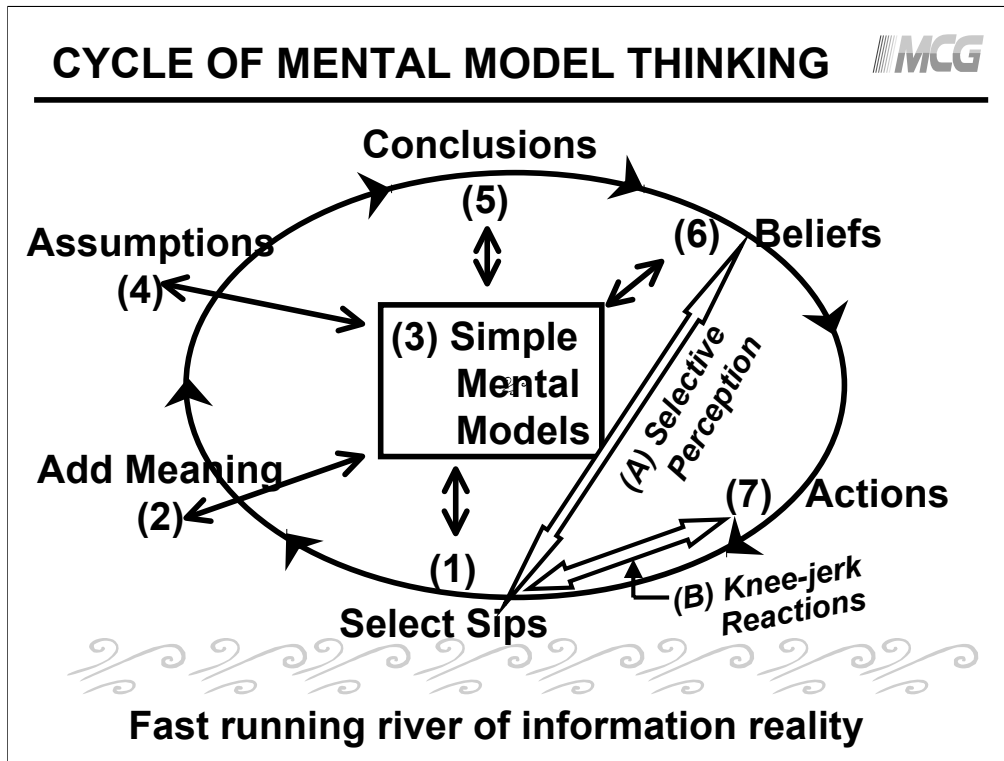 CYCLE OF MENTAL MODEL THINKING
MCG
Conclusions
(5)
(6) Beliefs
Assumptions
(4)
(3) Simple
Mental
Models
(A) Selective
Perception
Add Meaning
(2)
(7) Actions
(1)
Select Sips
(B) Knee-jerk
Reactions
Fast running river of information reality